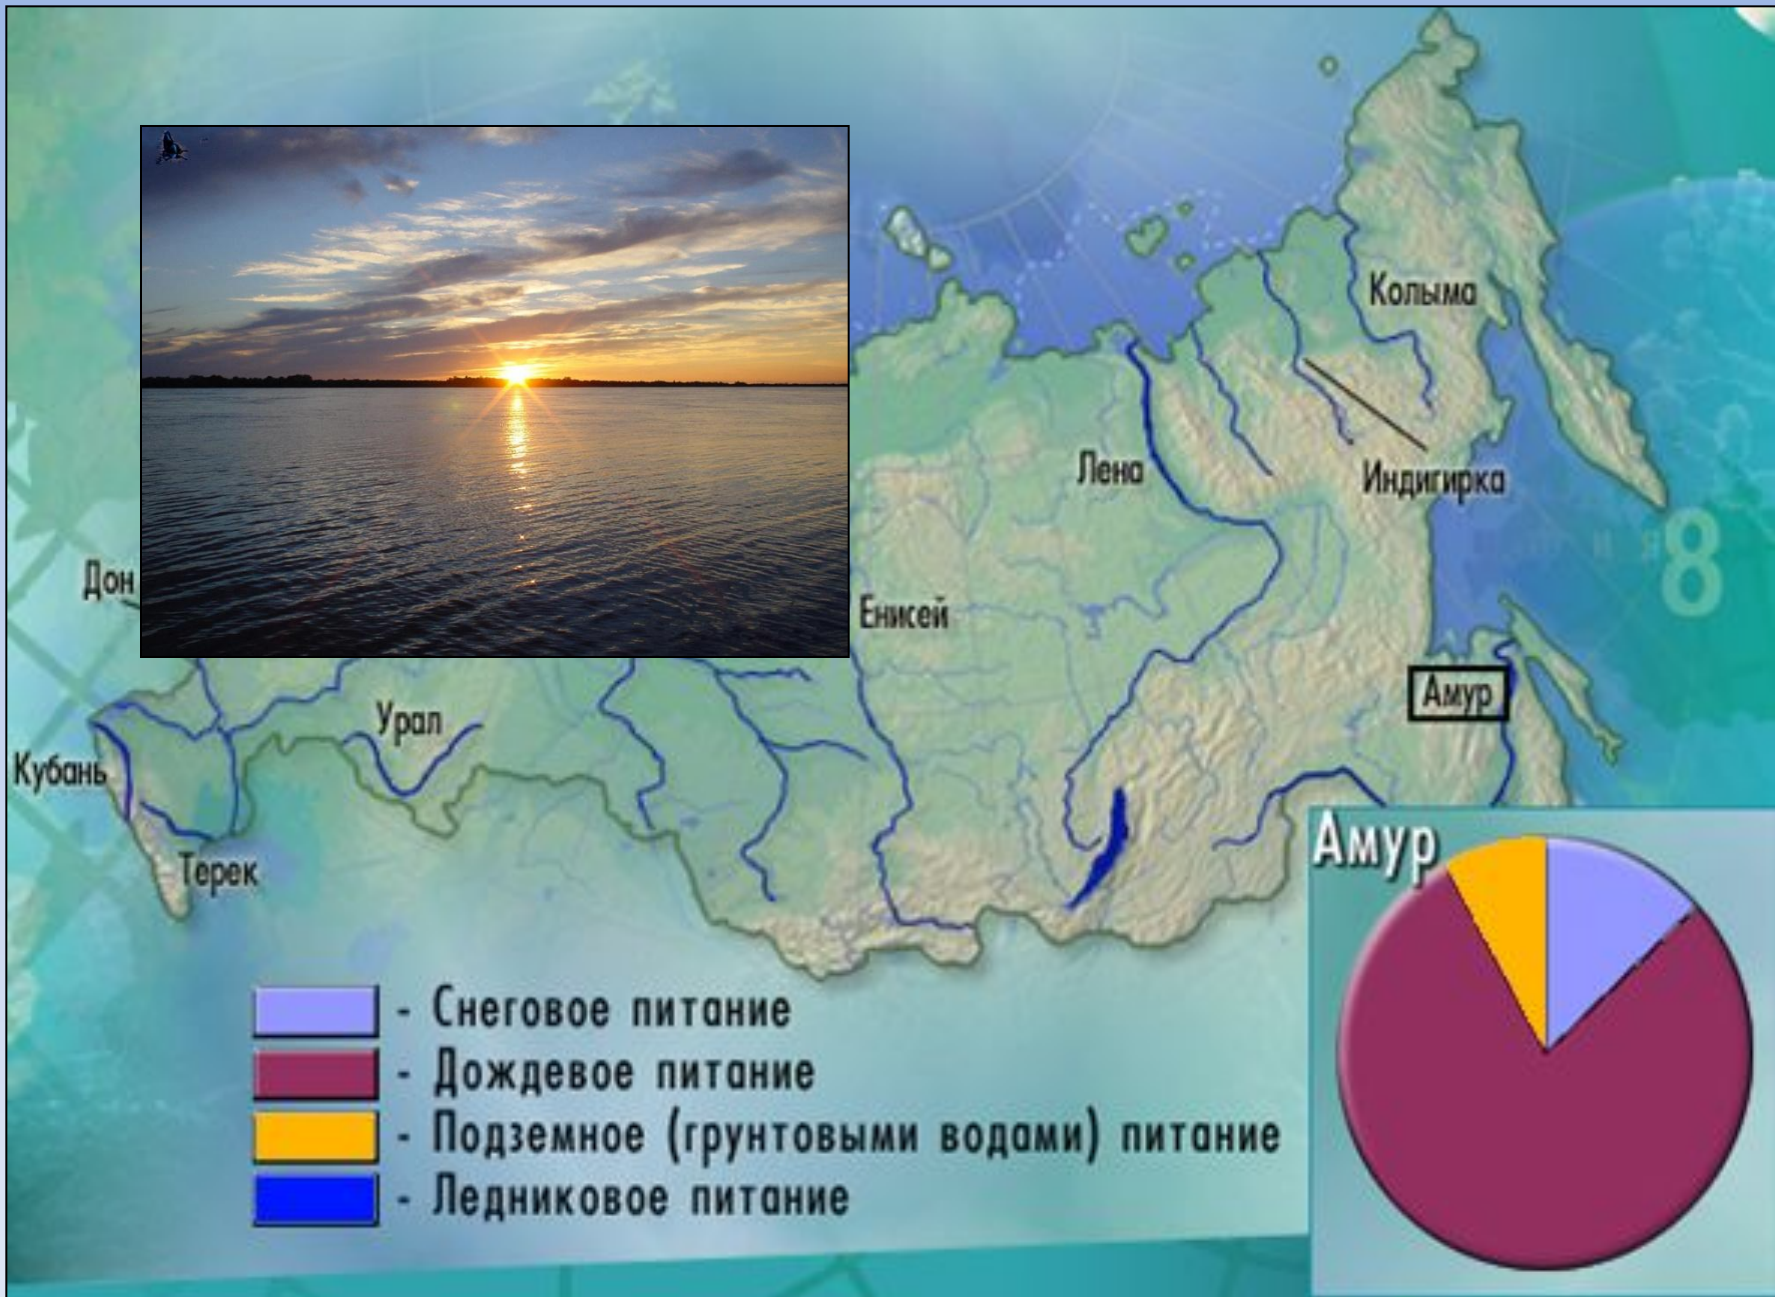 Колыма
Лена
Индигирка
8
Дон
Енисей
Амур
Урал
Кубань
Терек
Амур
- Снеговое питание
- Дождевое питание
- Подземное (грунтовыми водами) питание
- Ледниковое питание